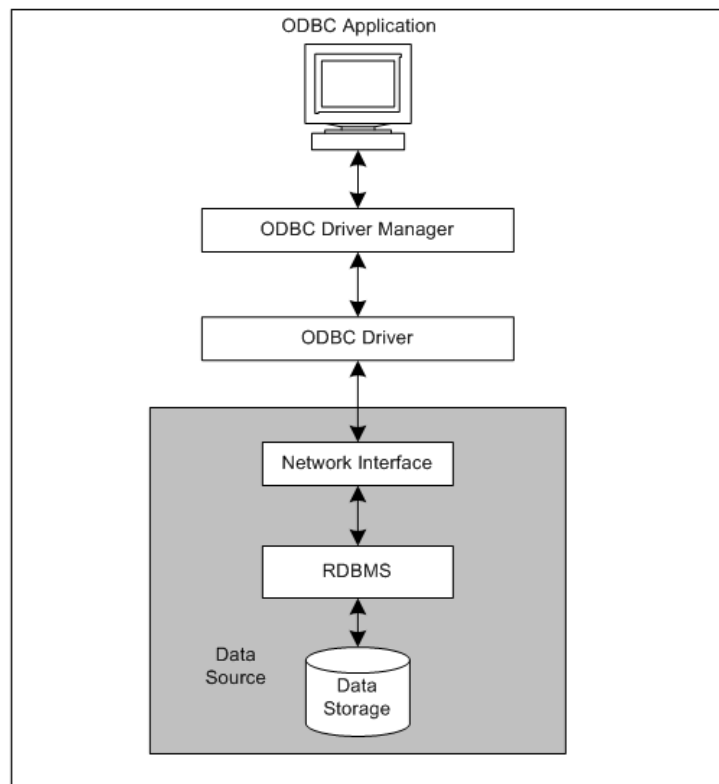 ODBC Application
ODBC Driver Manager
ODBC Driver
Network Interface
RDBMS
Data
Source
Data
Storage